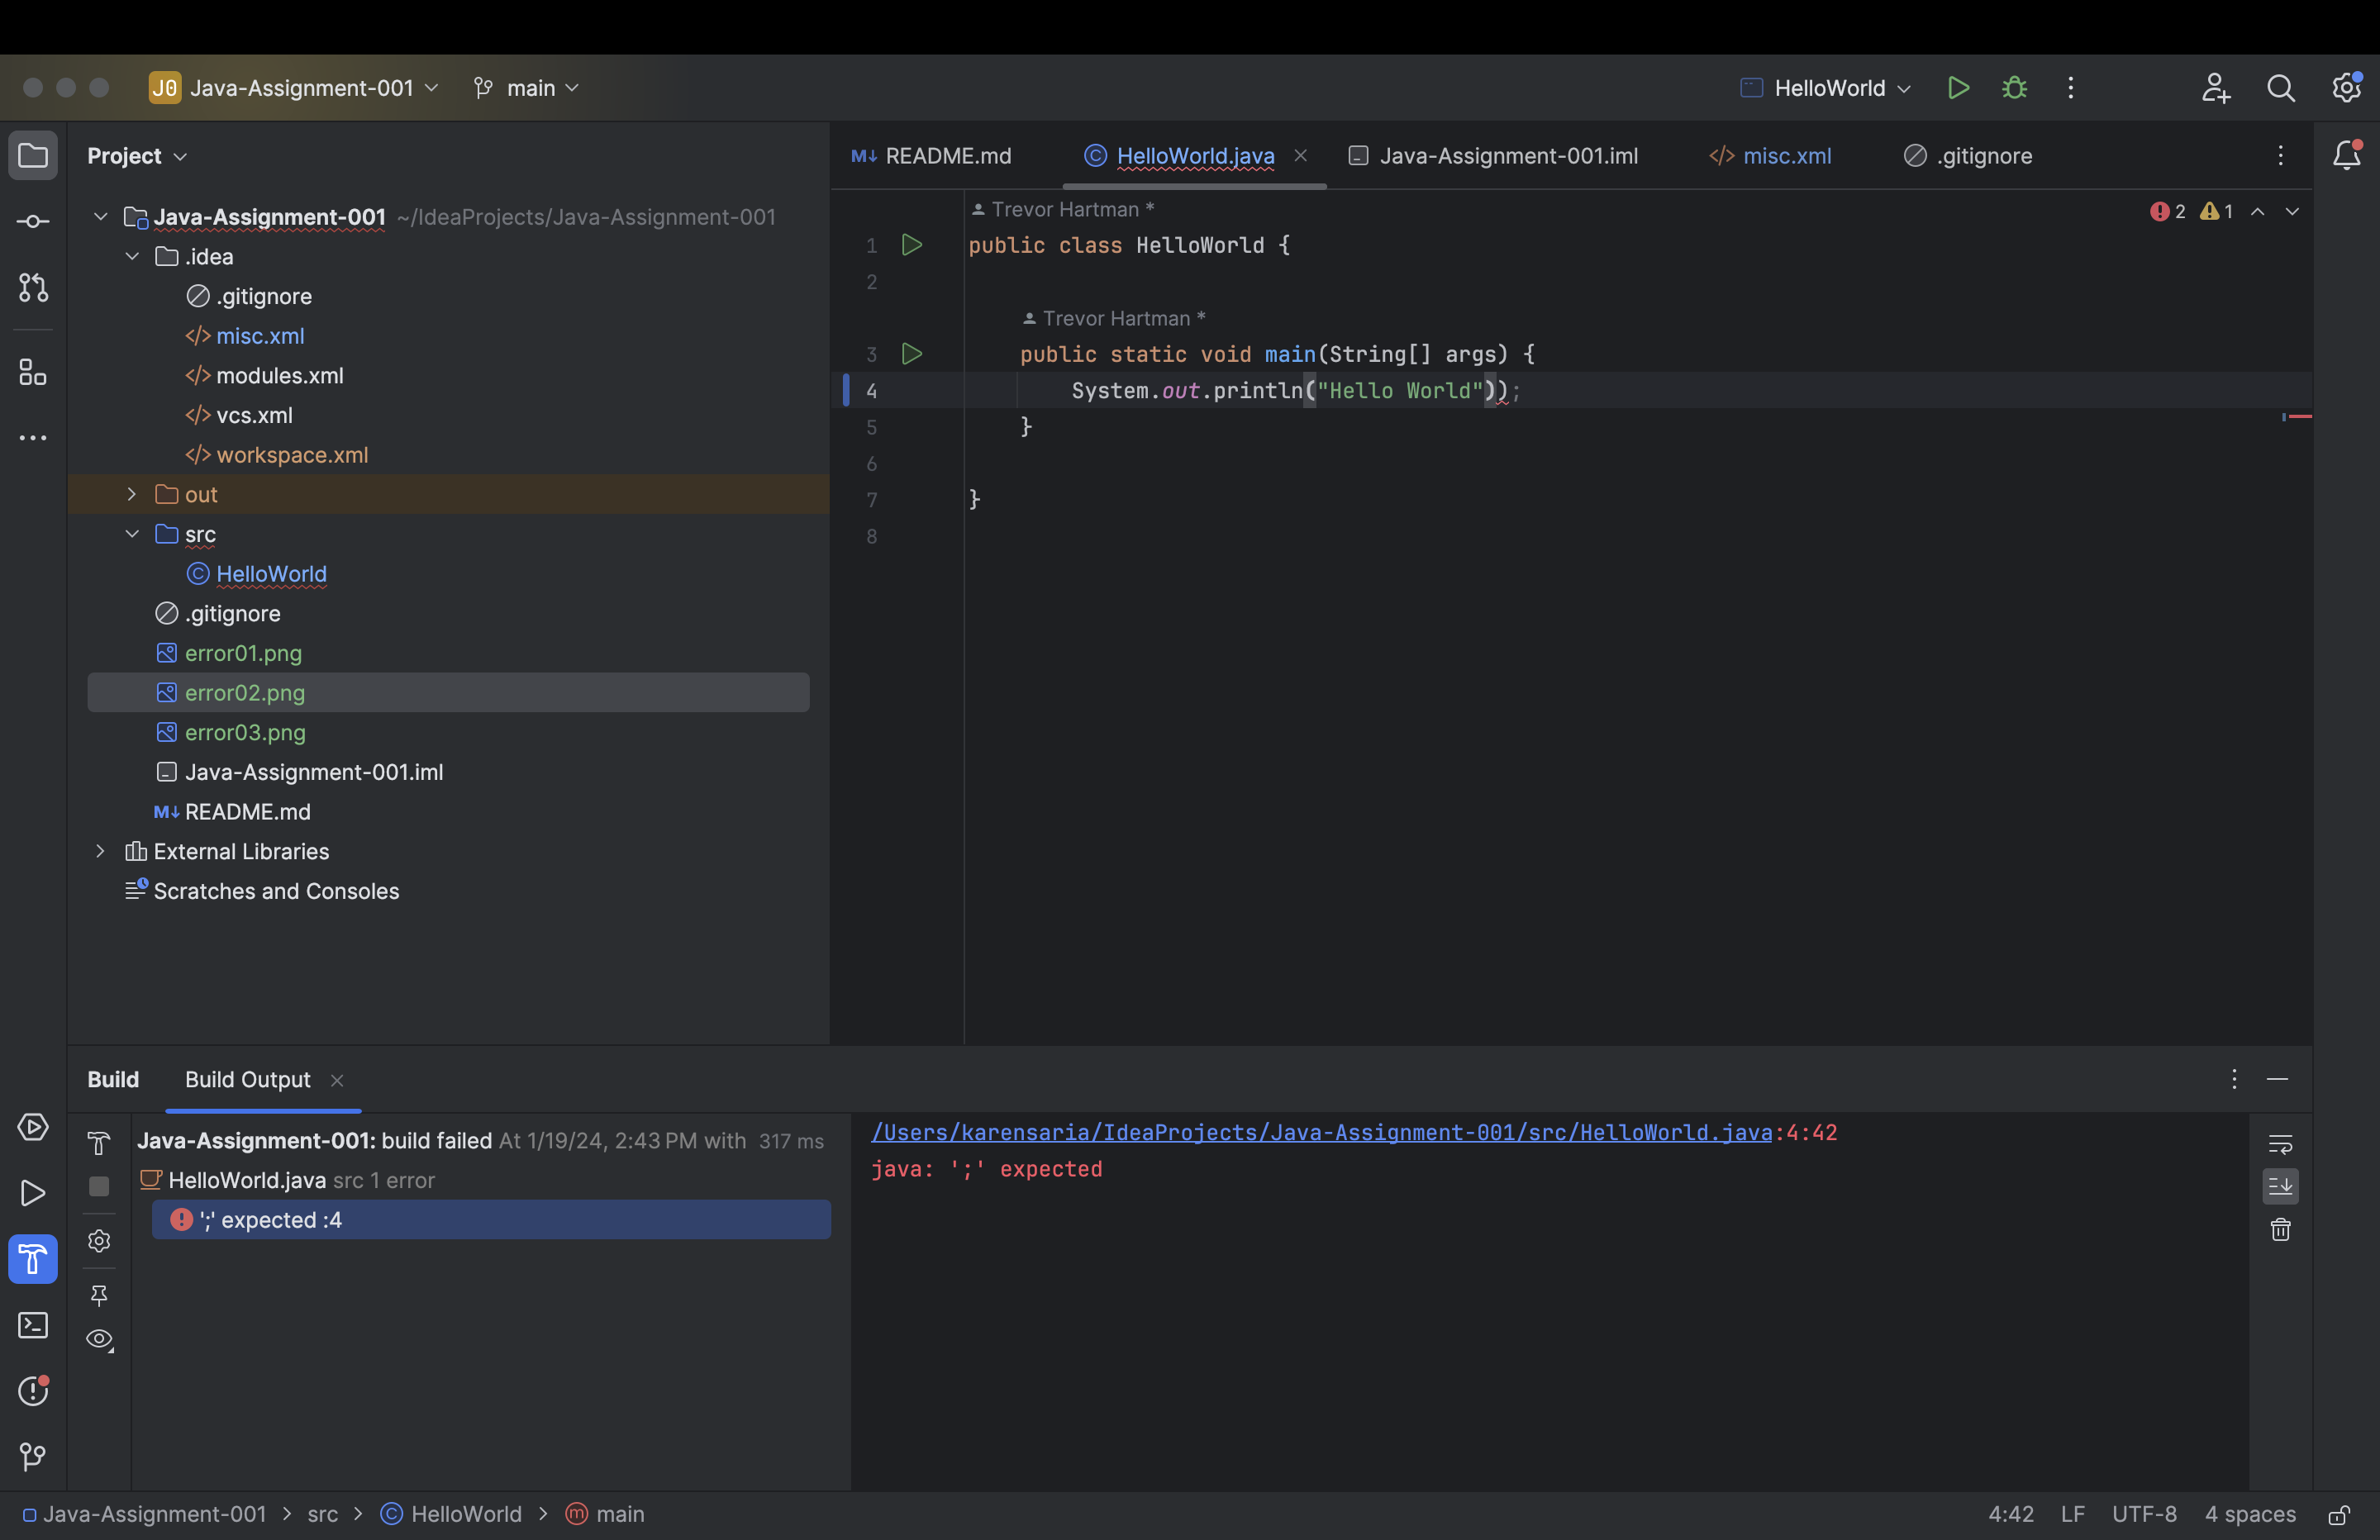 J0 Java-Assignment-001 main HelloWorld
Project
Java-Assignment-001 ~/IdeaProjects/Java-Assignment-001
.idea
.gitignore
</> misc.xml
</> modules.xml
</> vcs.xml
</> workspace.xml
out
src
HelloWorld
.gitignore
error01.png
error02.png
error03.png
Java-Assignment-001.iml
M↓ README.md
External Libraries
Scratches and Consoles
M↓ README.md HelloWorld.java Java-Assignment-001.iml </> misc.xml .gitignore
2 1
Trevor Hartman *
1 public class HelloWorld {
2
Trevor Hartman *
3 public static void main(String[] args) {
4 System.out.println("Hello World"));
5 }
6
7 }
8
Build Build Output
Java-Assignment-001: build failed At 1/19/24, 2:43 PM with 317 ms
HelloWorld.java src 1 error
';' expected :4
/Users/karensaria/IdeaProjects/Java-Assignment-001/src/HelloWorld.java:4:42
java: ';' expected
Java-Assignment-001 > src > HelloWorld > main
4:42 LF UTF-8 4 spaces